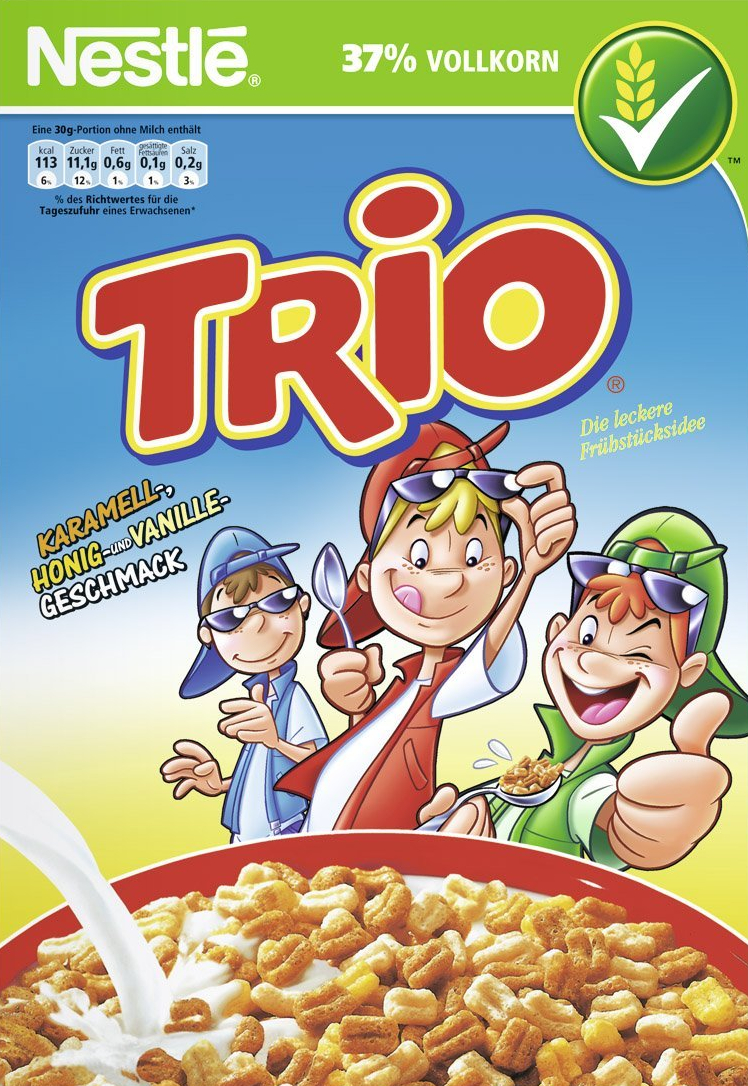 Nestlé®
37% VOLLKORN
Eine 30g-Portion ohne Milch enthält
kcal Zucker Fett gesättigte Fettsäuren Salz
113 11,1g 0,6g 0,1g 0,2g
6% 12% 1% 1% 3%
% des Richtwertes für die
Tageszufuhr eines Erwachsenen*
TM
TRiO
®
Die leckere
Frühstücksidee
KARAMELL-,
HONIG-UND VANILLE-
GESCHMACK